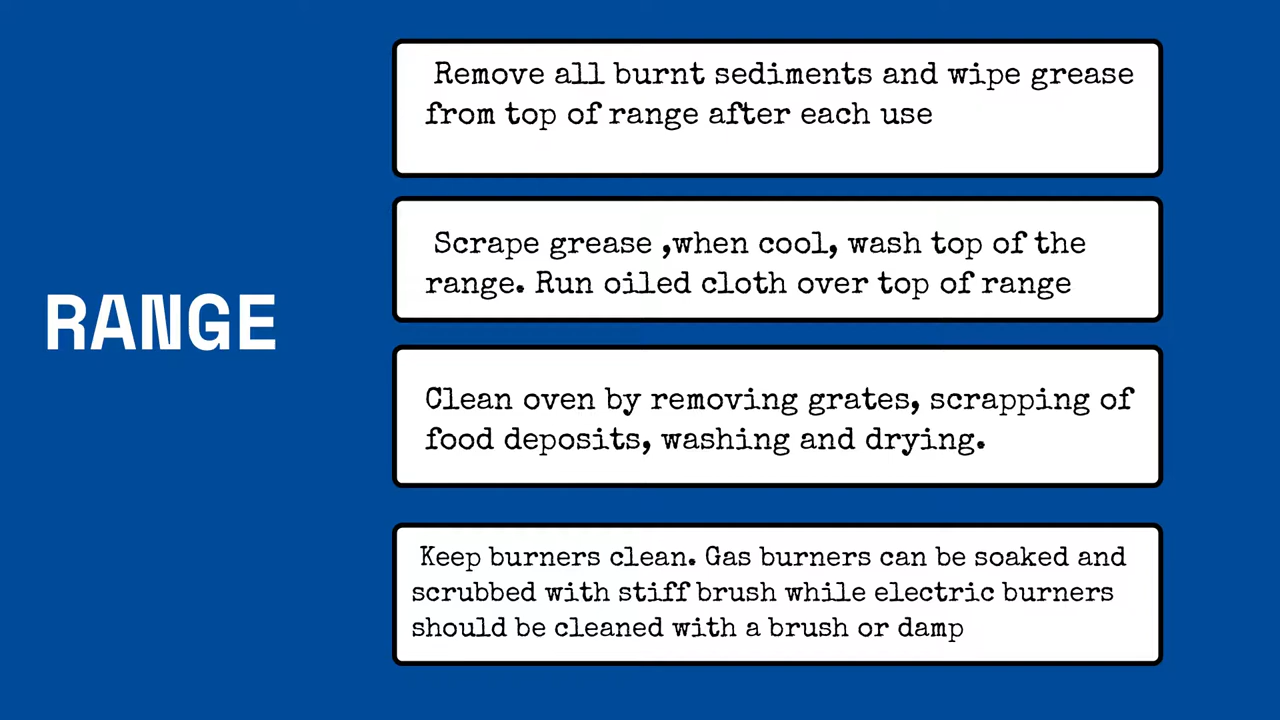 RANGE
Remove all burnt sediments and wipe grease
from top of range after each use
Scrape grease ,when cool, wash top of the
range. Run oiled cloth over top of range
Clean oven by removing grates, scrapping of
food deposits, washing and drying.
Keep burners clean. Gas burners can be soaked and
scrubbed with stiff brush while electric burners
should be cleaned with a brush or damp